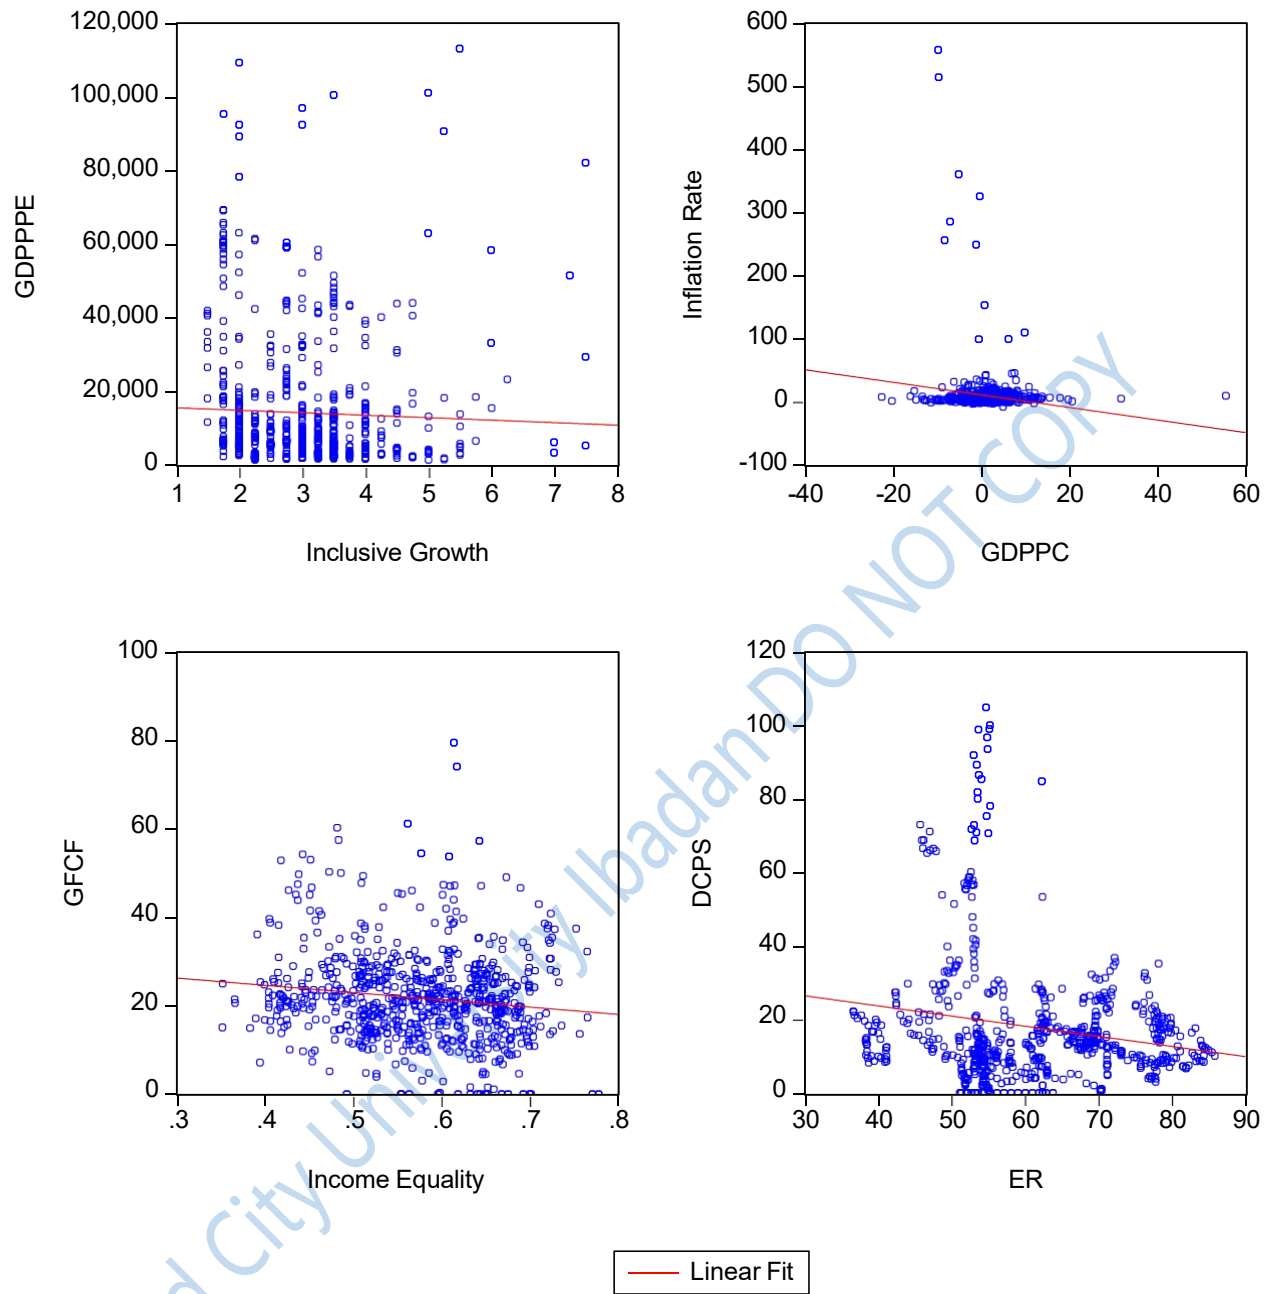 120,000
100,000
80,000
60,000
40,000
20,000
0
GDPPPE
1 2 3 4 5 6 7 8
Inclusive Growth
600
500
400
300
200
100
0
-100
Inflation Rate
-40 -20 0 20 40 60
GDPPC
100
80
60
40
20
0
GFCF
.3 .4 .5 .6 .7 .8
Income Equality
120
100
80
60
40
20
0
DCPS
30 40 50 60 70 80 90
ER
Linear Fit
d City University Ibadan DO NOT COPY